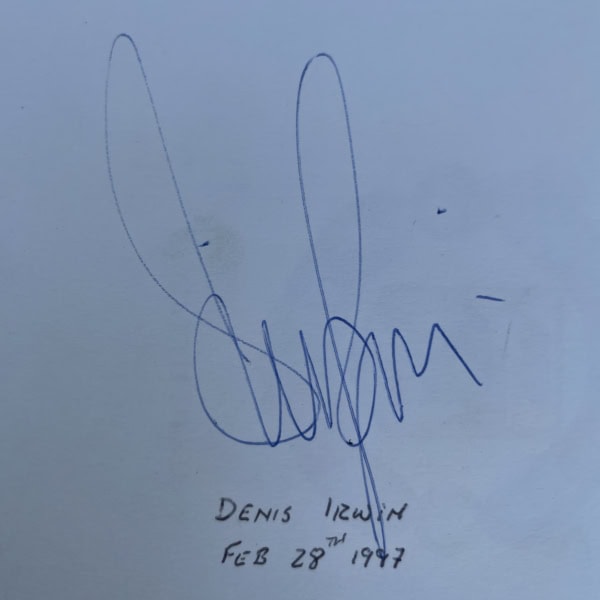 DENIS IRWIN
FEB 28TH 1997